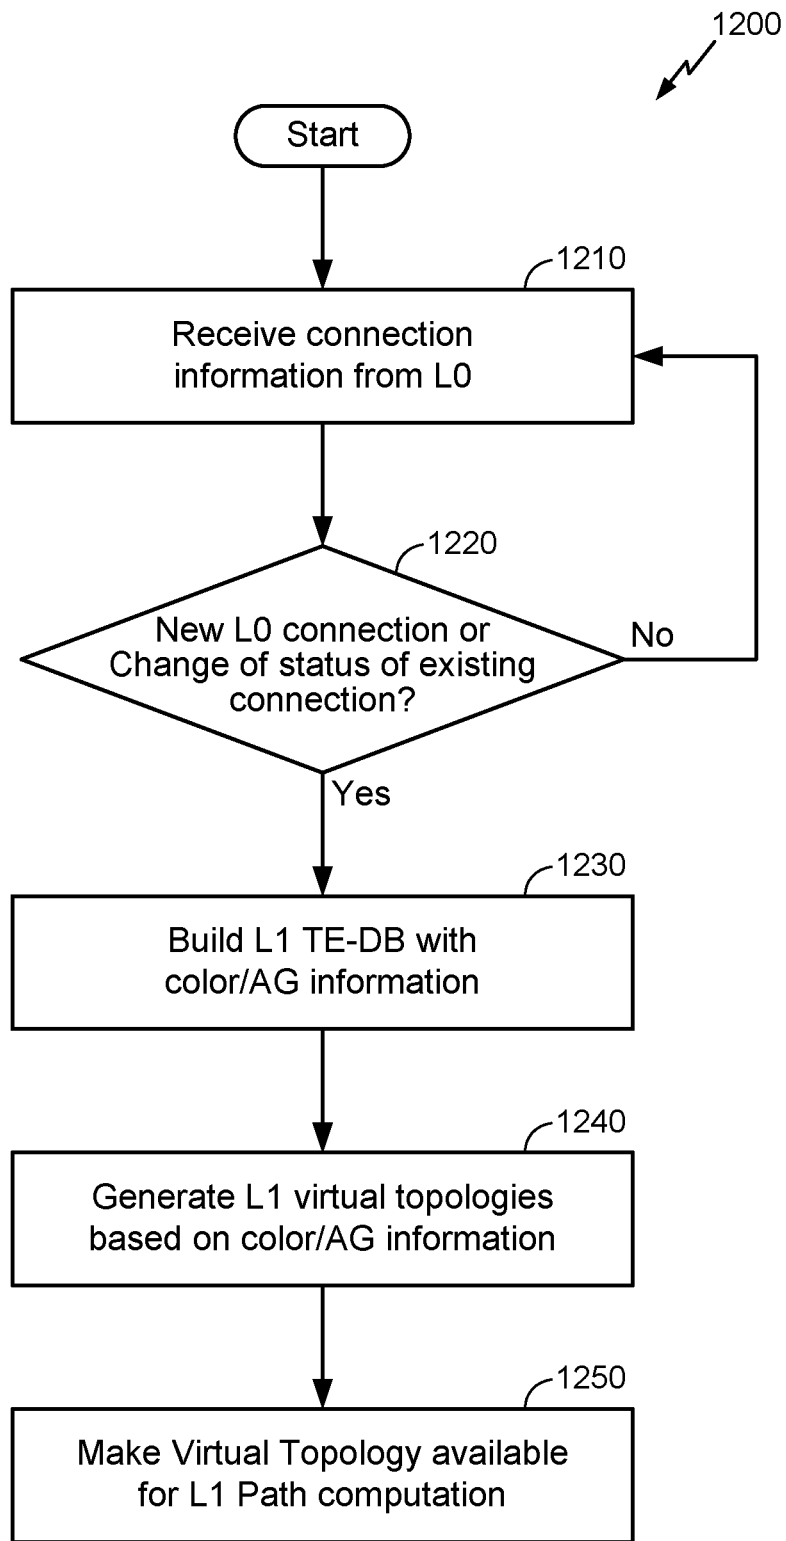 1200
Start
1210
Receive connection
information from L0
1220
New L0 connection or
Change of status of existing
connection?
No
Yes
1230
Build L1 TE-DB with
color/AG information
1240
Generate L1 virtual topologies
based on color/AG information
1250
Make Virtual Topology available
for L1 Path computation